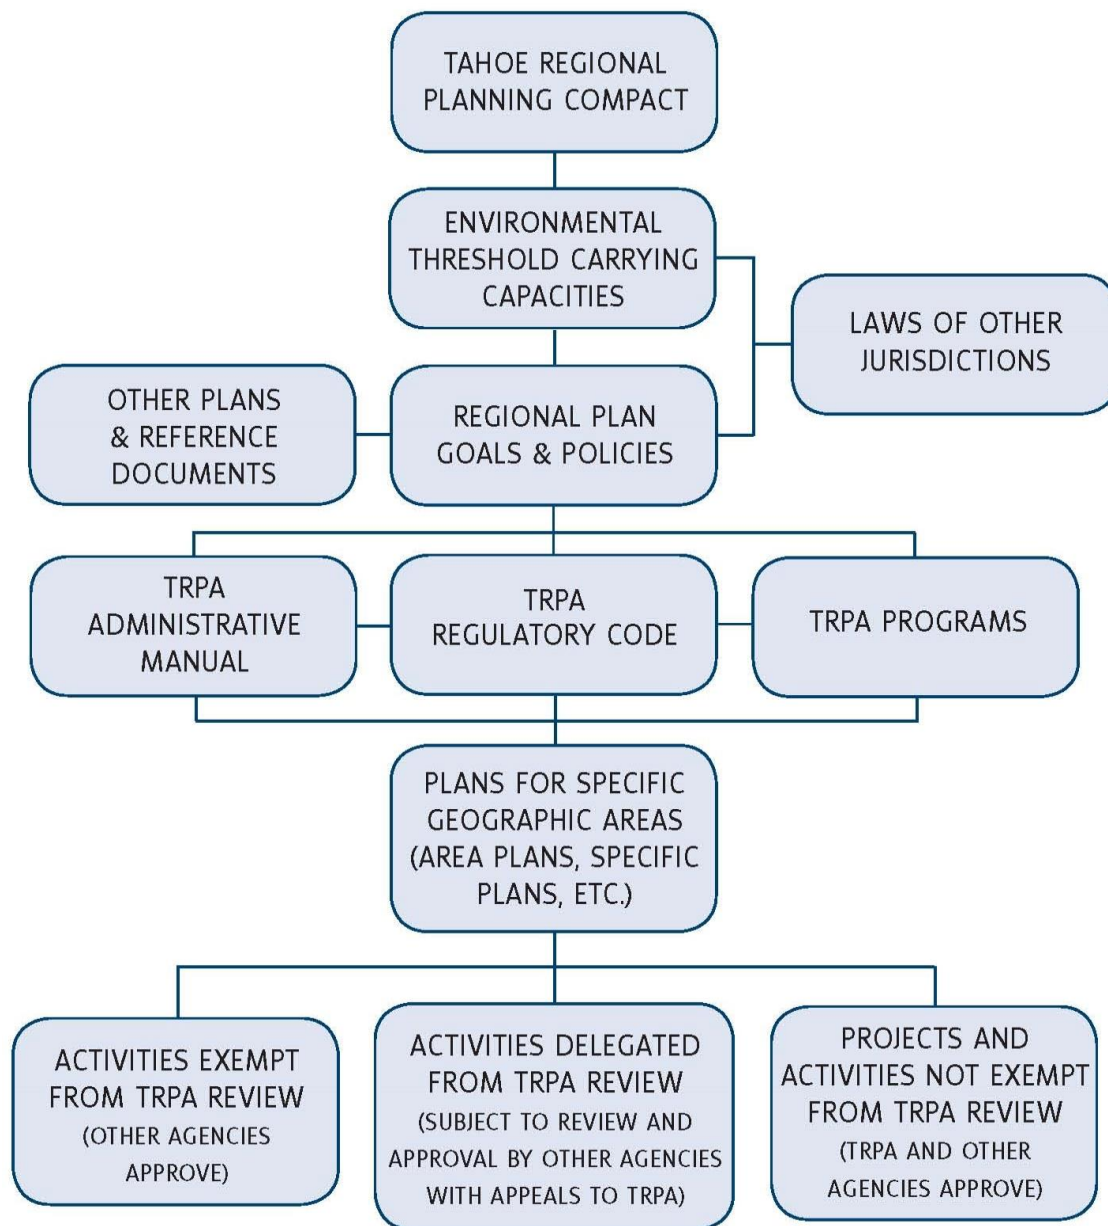 TAHOE REGIONAL
PLANNING COMPACT
ENVIRONMENTAL
THRESHOLD CARRYING
CAPACITIES
LAWS OF OTHER
JURISDICTIONS
OTHER PLANS
& REFERENCE
DOCUMENTS
REGIONAL PLAN
GOALS & POLICIES
TRPA
ADMINISTRATIVE
MANUAL
TRPA
REGULATORY CODE
TRPA PROGRAMS
PLANS FOR SPECIFIC
GEOGRAPHIC AREAS
(AREA PLANS, SPECIFIC
PLANS, ETC.)
ACTIVITIES EXEMPT
FROM TRPA REVIEW
(OTHER AGENCIES
APPROVE)
ACTIVITIES DELEGATED
FROM TRPA REVIEW
(SUBJECT TO REVIEW AND
APPROVAL BY OTHER AGENCIES
WITH APPEALS TO TRPA)
PROJECTS AND
ACTIVITIES NOT EXEMPT
FROM TRPA REVIEW
(TRPA AND OTHER
AGENCIES APPROVE)